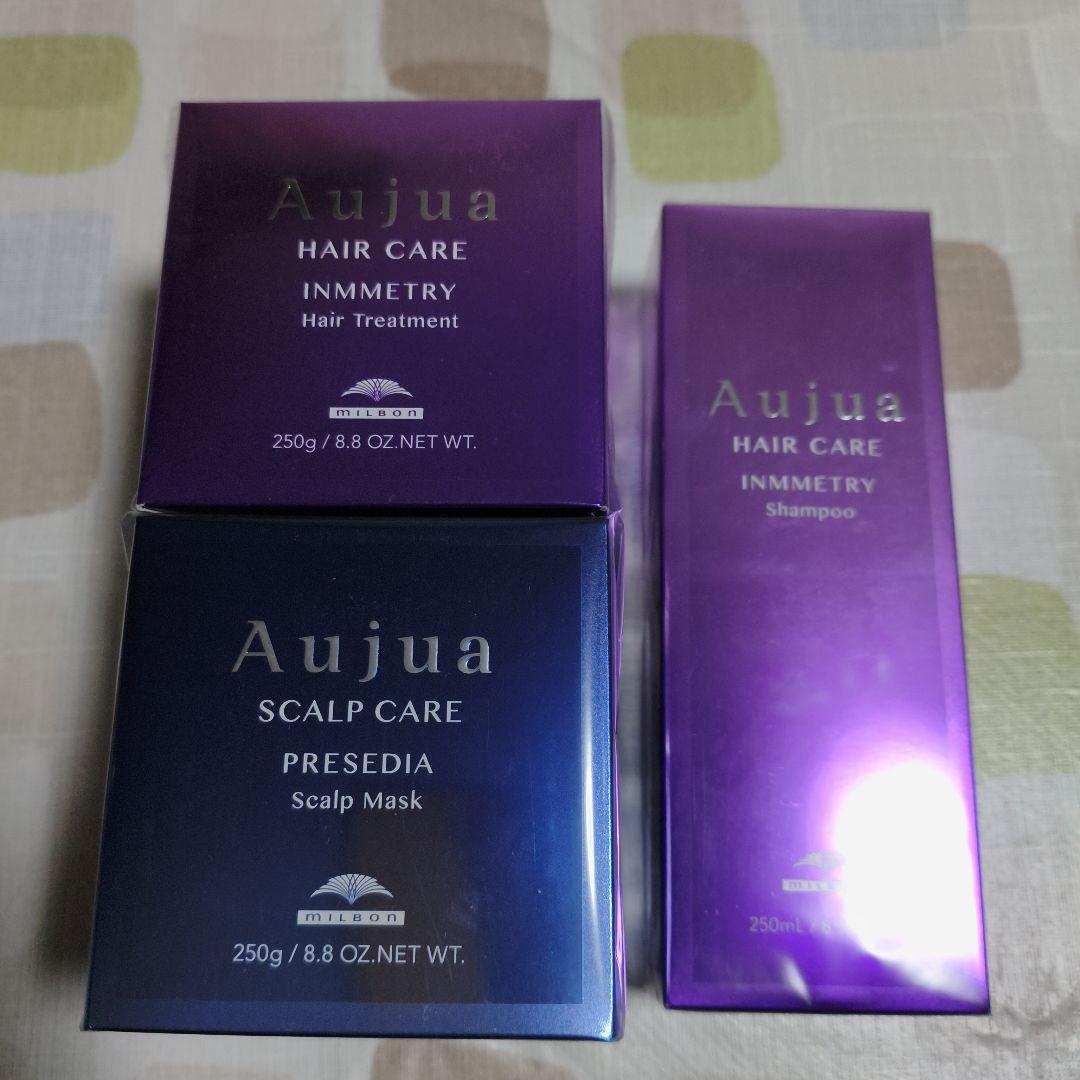 Aujua
HAIR CARE
INMMETRY
Hair Treatment
MILBON
250g / 8.8 OZ.NET WT.
Aujua
SCALP CARE
PRESEDIA
Scalp Mask
MILBON
250g / 8.8 OZ.NET WT.
Aujua
HAIR CARE
INMMETRY
Shampoo
250mL /